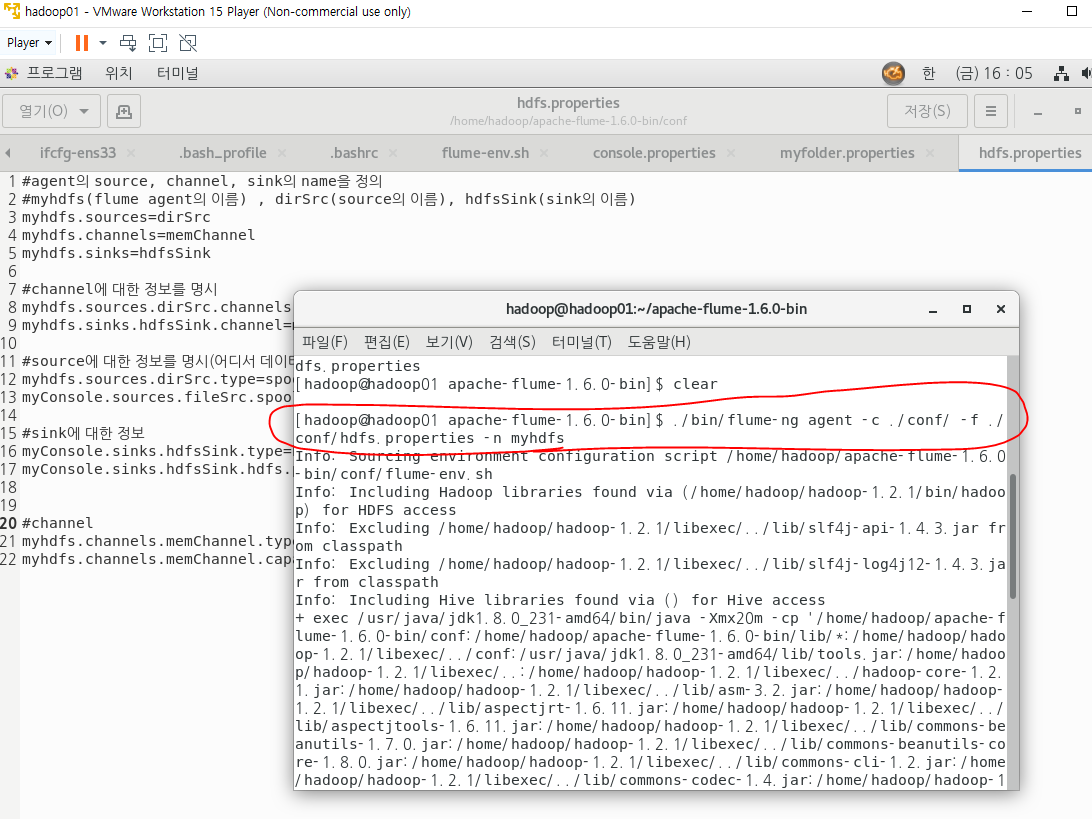 hadoop01 - VMware Workstation 15 Player (Non-commercial use only)
Player
프로그램 위치 터미널 한 (금) 16 : 05
열기(O) hdfs.properties 저장(S)
/home/hadoop/apache-flume-1.6.0-bin/conf
ifcfg-ens33 .bash_profile .bashrc flume-env.sh console.properties myfolder.properties hdfs.properties
1 #agent의 source, channel, sink의 name을 정의
2 #myhdfs(flume agent의 이름) , dirSrc(source의 이름), hdfsSink(sink의 이름)
3 myhdfs.sources=dirSrc
4 myhdfs.channels=memChannel
5 myhdfs.sinks=hdfsSink
6
7 #channel에 대한 정보를 명시
8 myhdfs.sources.dirSrc.channels
9 myhdfs.sinks.hdfsSink.channel=
10
11 #source에 대한 정보를 명시(어디서 데이터
12 myhdfs.sources.dirSrc.type=spoo
13 myConsole.sources.fileSrc.spoo
14
15 #sink에 대한 정보
16 myConsole.sinks.hdfsSink.type=
17 myConsole.sinks.hdfsSink.hdfs.
18
19
20 #channel
21 myhdfs.channels.memChannel.type
22 myhdfs.channels.memChannel.capa
hadoop@hadoop01:~/apache-flume-1.6.0-bin
파일(F) 편집(E) 보기(V) 검색(S) 터미널(T) 도움말(H)
dfs.properties
[hadoop@hadoop01 apache-flume-1.6.0-bin]$ clear
[hadoop@hadoop01 apache-flume-1.6.0-bin]$ ./bin/flume-ng agent -c ./conf/ -f ./
conf/hdfs.properties -n myhdfs
Info: Sourcing environment configuration script /home/hadoop/apache-flume-1.6.0
-bin/conf/flume-env.sh
Info: Including Hadoop libraries found via (/home/hadoop/hadoop-1.2.1/bin/hadoo
p) for HDFS access
Info: Excluding /home/hadoop/hadoop-1.2.1/libexec/../lib/slf4j-api-1.4.3.jar fr
om classpath
Info: Excluding /home/hadoop/hadoop-1.2.1/libexec/../lib/slf4j-log4j12-1.4.3.ja
r from classpath
Info: Including Hive libraries found via () for Hive access
+ exec /usr/java/jdk1.8.0_231-amd64/bin/java -Xmx20m -cp '/home/hadoop/apache-f
lume-1.6.0-bin/conf:/home/hadoop/apache-flume-1.6.0-bin/lib/*:/home/hadoop/hado
op-1.2.1/libexec/../conf:/usr/java/jdk1.8.0_231-amd64/lib/tools.jar:/home/hadoo
p/hadoop-1.2.1/libexec/..:/home/hadoop/hadoop-1.2.1/libexec/../hadoop-core-1.2.
1.jar:/home/hadoop/hadoop-1.2.1/libexec/../lib/asm-3.2.jar:/home/hadoop/hadoop-
1.2.1/libexec/../lib/aspectjrt-1.6.11.jar:/home/hadoop/hadoop-1.2.1/libexec/../
lib/aspectjtools-1.6.11.jar:/home/hadoop/hadoop-1.2.1/libexec/../lib/commons-be
anutils-1.7.0.jar:/home/hadoop/hadoop-1.2.1/libexec/../lib/commons-beanutils-co
re-1.8.0.jar:/home/hadoop/hadoop-1.2.1/libexec/../lib/commons-cli-1.2.jar:/home
/hadoop/hadoop-1.2.1/libexec/../lib/commons-codec-1.4.jar:/home/hadoop/hadoop-1